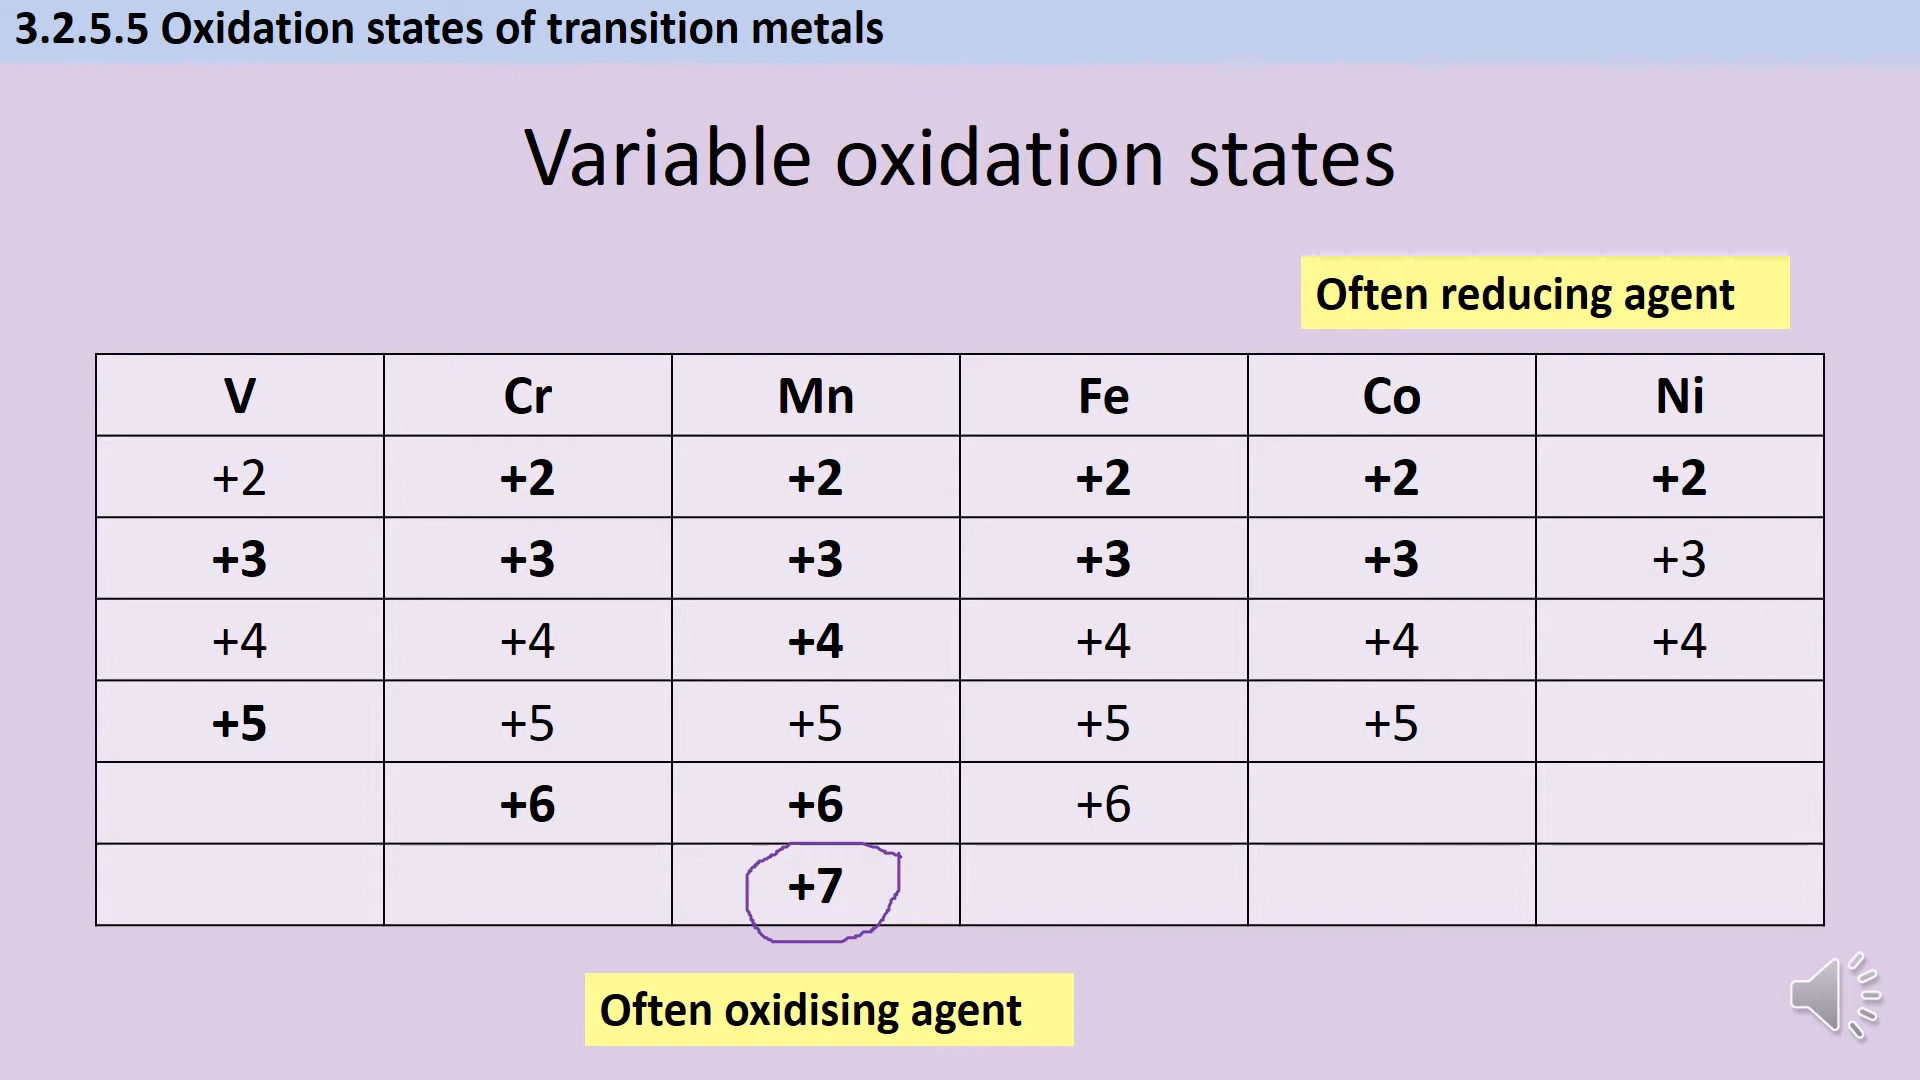 3.2.5.5 Oxidation states of transition metals
Variable oxidation states
Often reducing agent
V Cr Mn Fe Co Ni
+2 +2 +2 +2 +2 +2
+3 +3 +3 +3 +3 +3
+4 +4 +4 +4 +4 +4
+5 +5 +5 +5 +5
+6 +6 +6
+7
Often oxidising agent